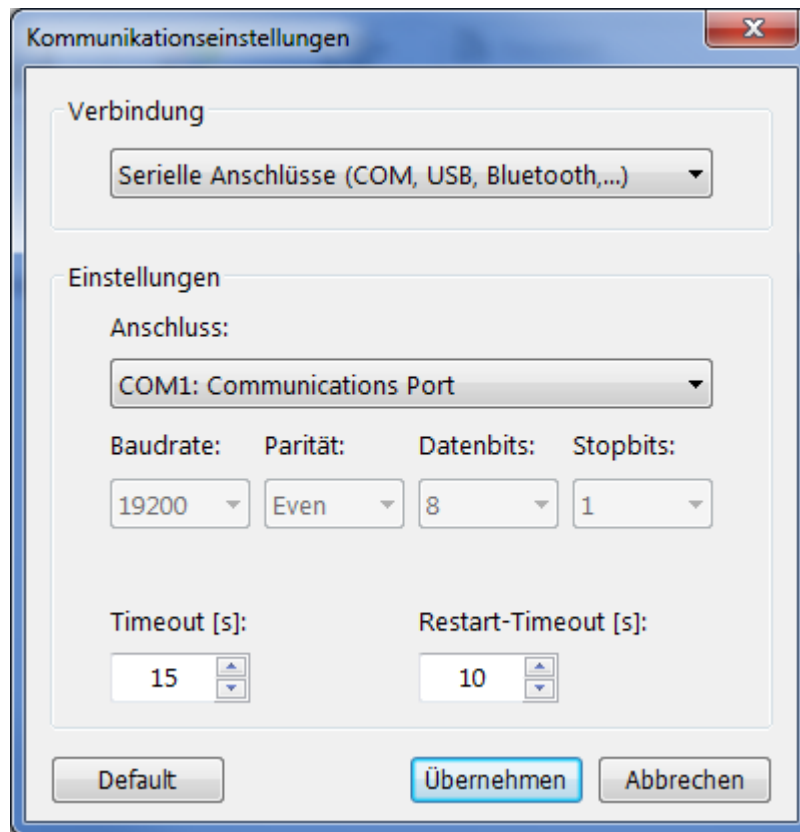 Kommunikationseinstellungen
Verbindung
Serielle Anschlüsse (COM, USB, Bluetooth,...)
Einstellungen
Anschluss:
COM1: Communications Port
Baudrate: Parität: Datenbits: Stopbits:
19200 Even 8 1
Timeout [s]: Restart-Timeout [s]:
15 10
Default Übernehmen Abbrechen